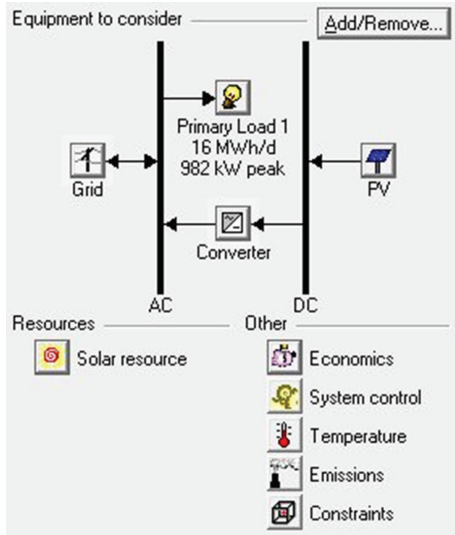 Equipment to consider
Add/Remove...
Primary Load 1
16 MWh/d
982 kW peak
Grid
PV
Converter
AC
DC
Resources
Other
Solar resource
Economics
System control
Temperature
Emissions
Constraints